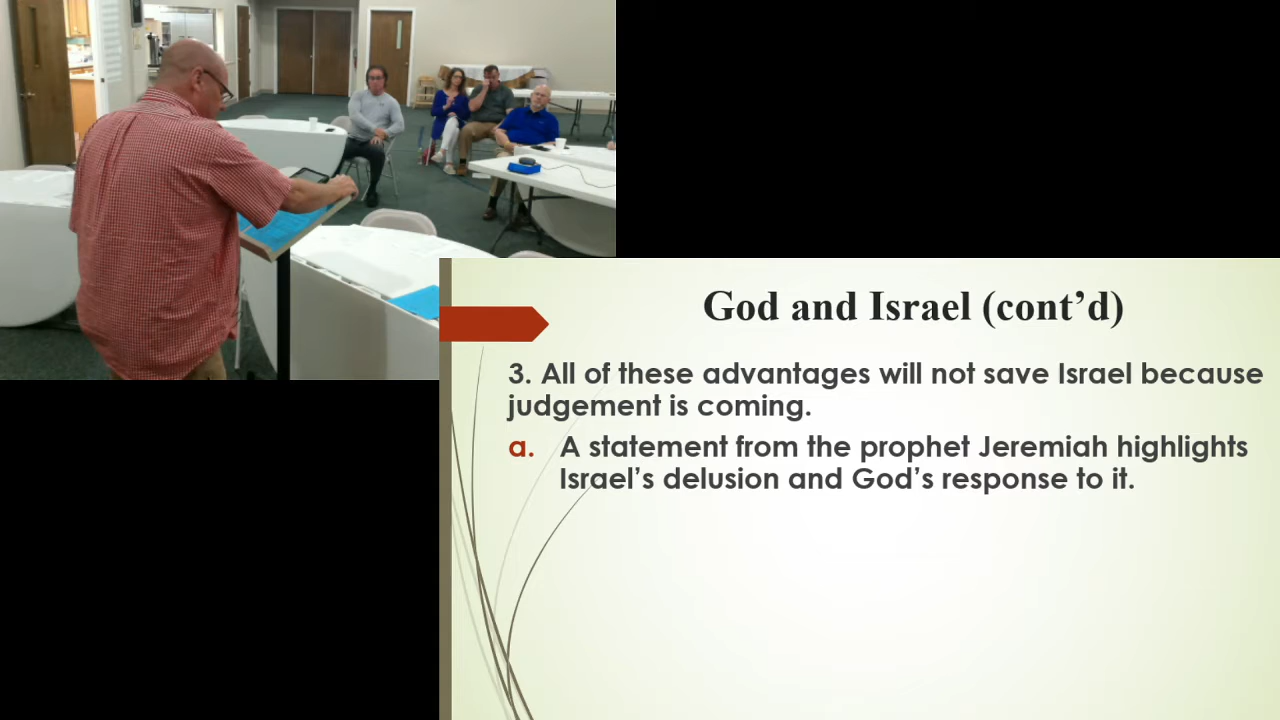 God and Israel (cont’d)
3. All of these advantages will not save Israel because
judgement is coming.
a. A statement from the prophet Jeremiah highlights
Israel’s delusion and God’s response to it.